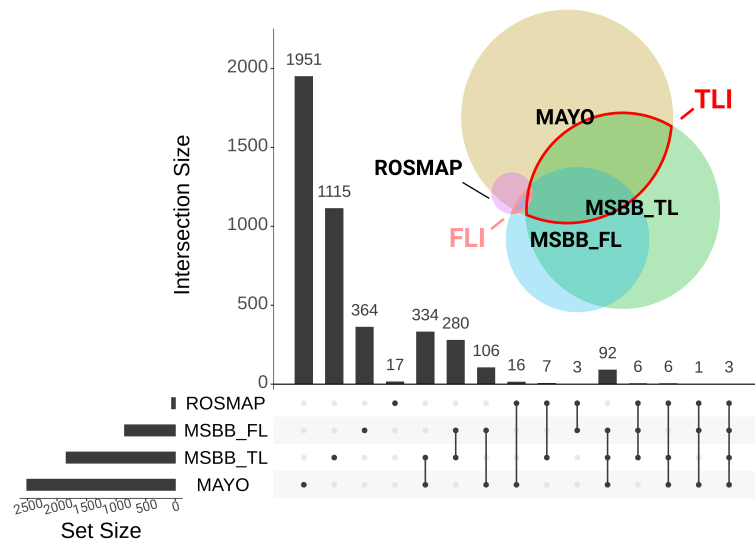 1951
2000
1500
1000
500
0
Intersection Size
1115
364
17
334
280
106
16
7
3
92
6
6
1
3
MAYO
TLI
ROSMAP
MSBB_TL
FLI
MSBB_FL
ROSMAP
MSBB_FL
MSBB_TL
MAYO
2500 2000 1500 1000 500 0
Set Size